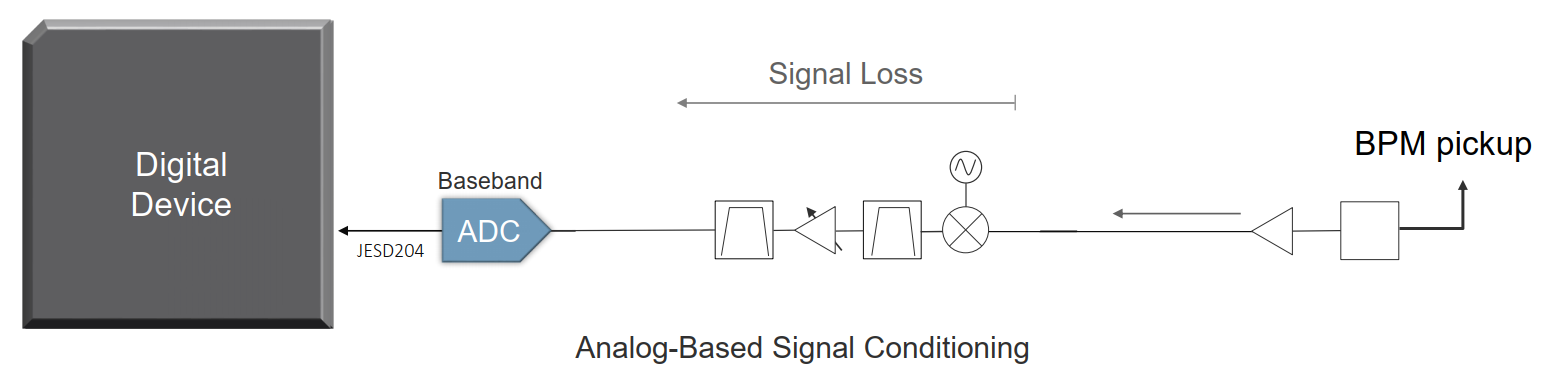 Signal Loss
BPM pickup
Digital
Device
Baseband
ADC
JESD204
Analog-Based Signal Conditioning